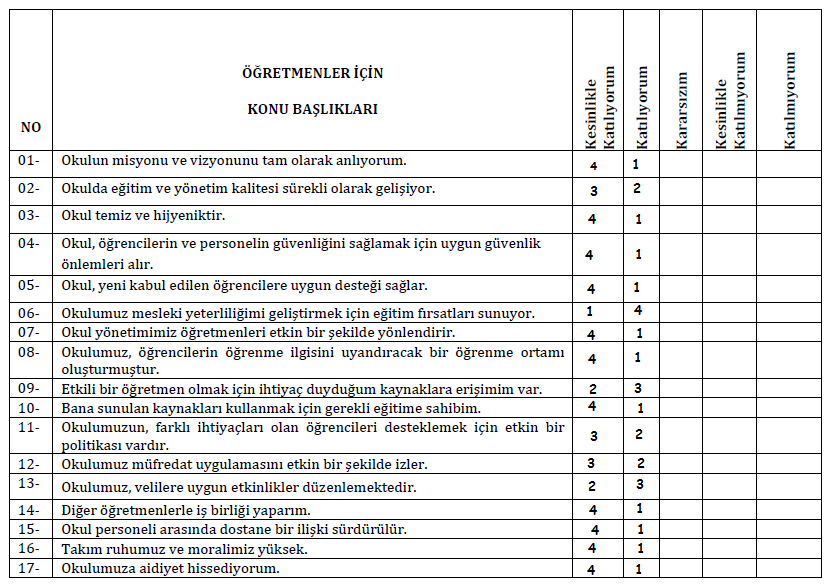 NO
ÖĞRETMENLER İÇİN
KONU BAŞLIKLARI
Kesinlikle
Katılıyorum
Katılıyorum
Kararsızım
Kesinlikle
Katılmıyorum
Katılmıyorum
01- Okulun misyonu ve vizyonunu tam olarak anlıyorum. 4 1
02- Okulda eğitim ve yönetim kalitesi sürekli olarak gelişiyor. 3 2
03- Okul temiz ve hijyeniktir. 4 1
04- Okul, öğrencilerin ve personelin güvenliğini sağlamak için uygun güvenlik
önlemleri alır. 4 1
05- Okul, yeni kabul edilen öğrencilere uygun desteği sağlar. 4 1
06- Okulumuz mesleki yeterliliğimi geliştirmek için eğitim fırsatları sunuyor. 1 4
07- Okul yönetimimiz öğretmenleri etkin bir şekilde yönlendirir. 4 1
08- Okulumuz, öğrencilerin öğrenme ilgisini uyandıracak bir öğrenme ortamı
oluşturmuştur. 4 1
09- Etkili bir öğretmen olmak için ihtiyaç duyduğum kaynaklara erişimim var. 2 3
10- Bana sunulan kaynakları kullanmak için gerekli eğitime sahibim. 4 1
11- Okulumuzun, farklı ihtiyaçları olan öğrencileri desteklemek için etkin bir
politikası vardır. 3 2
12- Okulumuz müfredat uygulamasını etkin bir şekilde izler. 3 2
13- Okulumuz, velilere uygun etkinlikler düzenlemektedir. 2 3
14- Diğer öğretmenlerle iş birliği yaparım. 4 1
15- Okul personeli arasında dostane bir ilişki sürdürülür. 4 1
16- Takım ruhumuz ve moralimiz yüksek. 4 1
17- Okulumuza aidiyet hissediyorum. 4 1